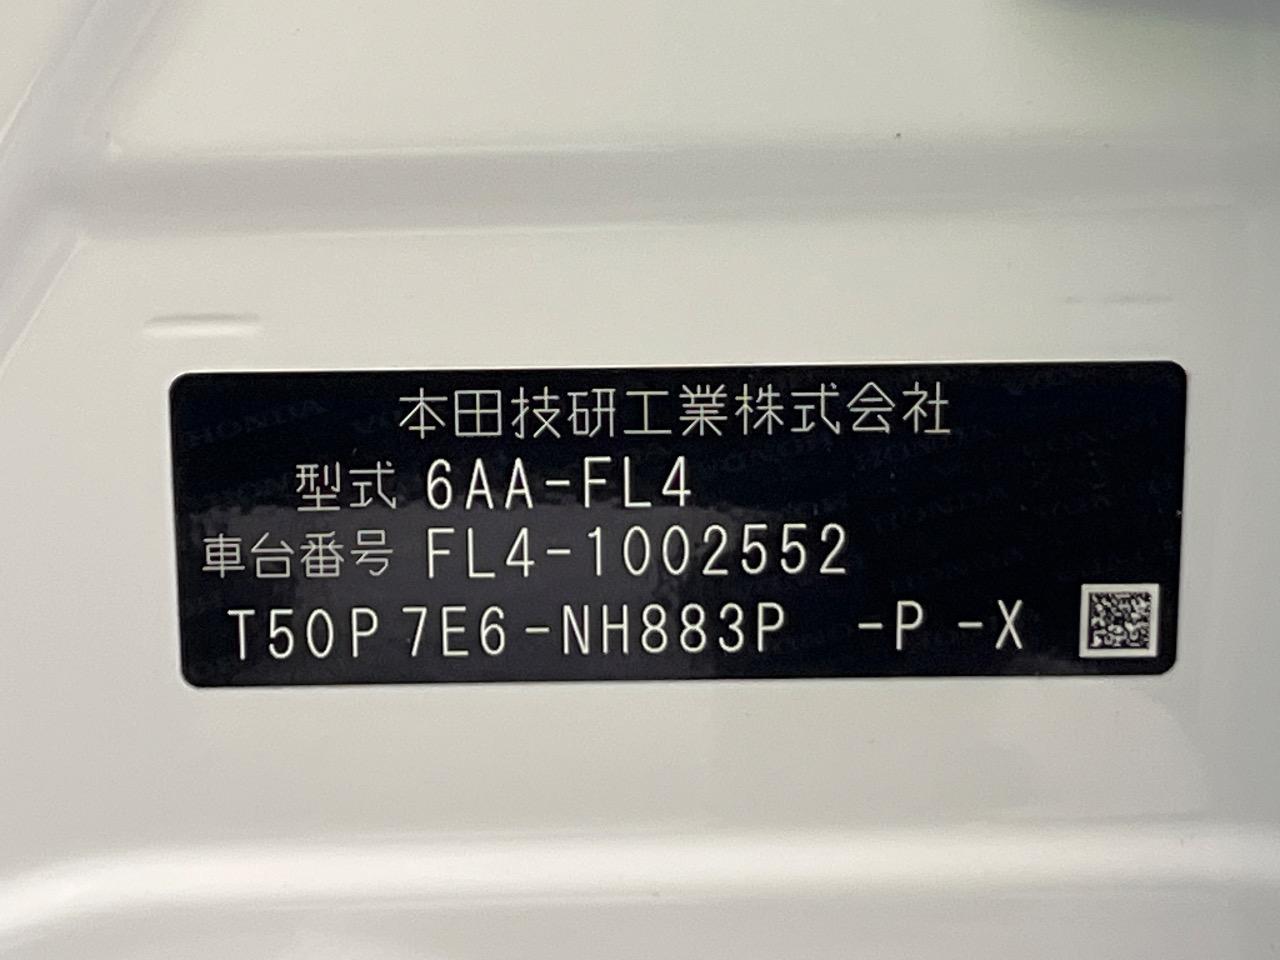 本田技研工業株式会社
型式 6AA-FL4
車台番号 FL4-1002552
T50P 7E6-NH883P -P -X